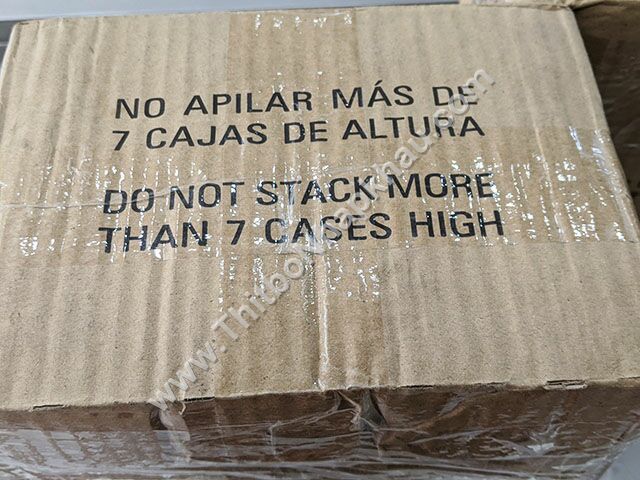 NO APILAR MÁS DE
7 CAJAS DE ALTURA
DO NOT STACK MORE
THAN 7 CASES HIGH